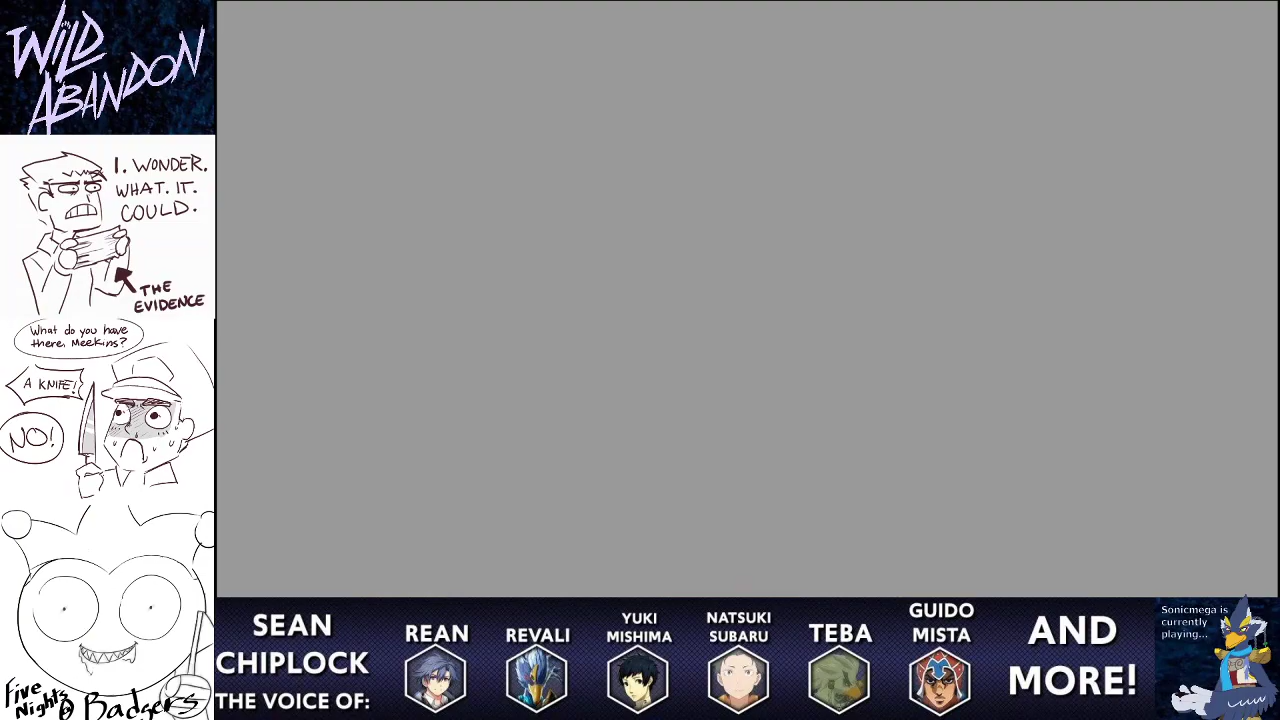 WILD
ABANDON
I. WONDER.
WHAT. IT.
COULD.
THE
EVIDENCE
What do you have
there, Meekins?
A KNIFE!
NO!
Five
Nights
@ Badgers
SEAN
CHIPLOCK
THE VOICE OF:
REAN
REVALI
YUKI
MISHIMA
NATSUKI
SUBARU
TEBA
GUIDO
MISTA
AND
MORE!
Sonicmega is
currently
playing...